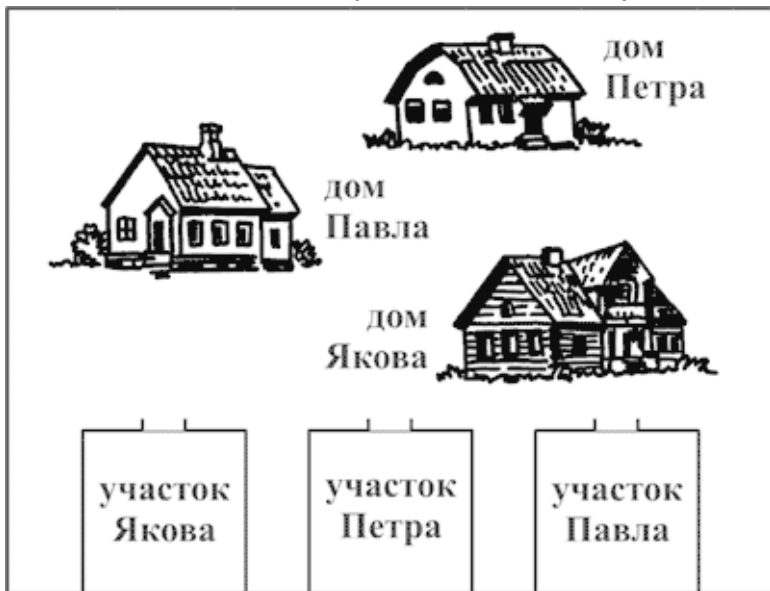 дом
Петра
дом
Павла
дом
Якова
участок
Якова
участок
Петра
участок
Павла